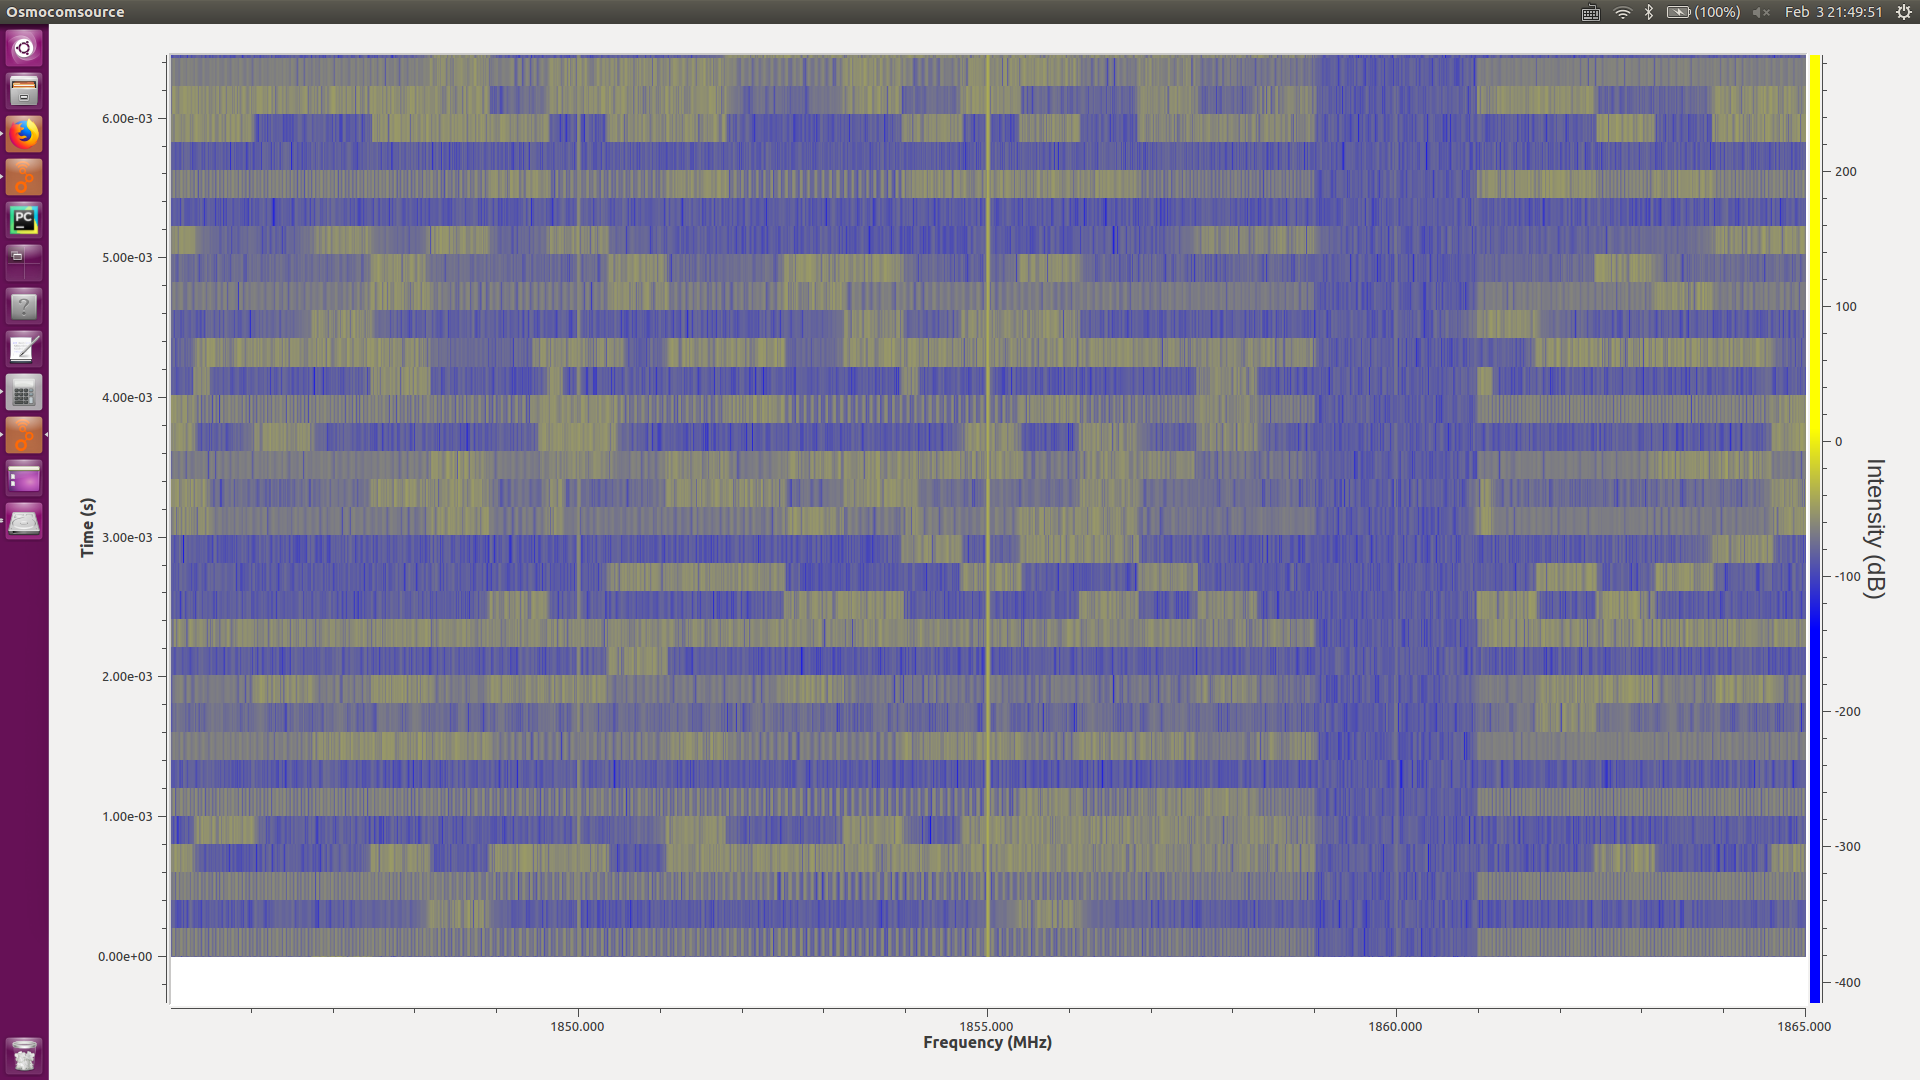 Osmocomsource
(100%) Feb 3 21:49:51
PC
?
6.00e-03
5.00e-03
4.00e-03
3.00e-03
2.00e-03
1.00e-03
0.00e+00
Time (s)
1850.000
1855.000
1860.000
1865.000
Frequency (MHz)
200
100
0
-100
-200
-300
-400
Intensity (dB)